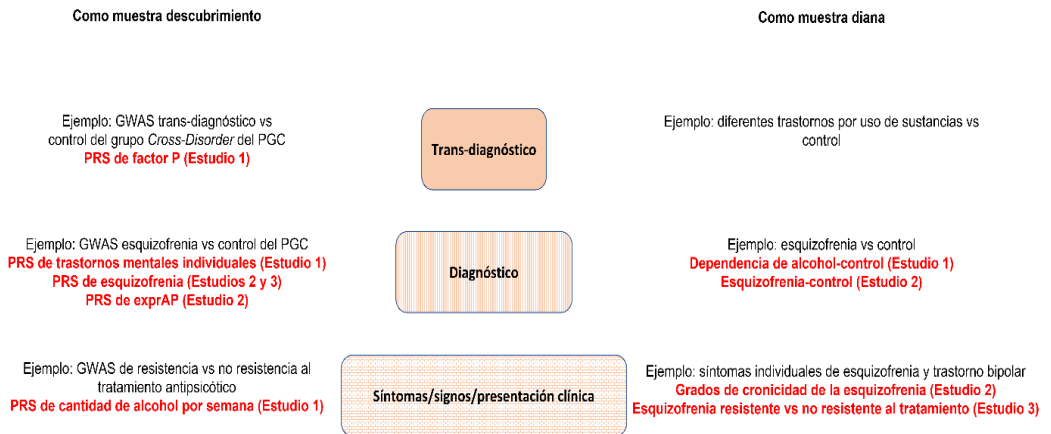 Como muestra descubrimiento
Como muestra diana
Ejemplo: GWAS trans-diagnóstico vs
control del grupo Cross-Disorder del PGC
PRS de factor P (Estudio 1)
Trans-diagnóstico
Ejemplo: diferentes trastornos por uso de sustancias vs
control
Ejemplo: GWAS esquizofrenia vs control del PGC
PRS de trastornos mentales individuales (Estudio 1)
PRS de esquizofrenia (Estudios 2 y 3)
PRS de exprAP (Estudio 2)
Diagnóstico
Ejemplo: esquizofrenia vs control
Dependencia de alcohol-control (Estudio 1)
Esquizofrenia-control (Estudio 2)
Ejemplo: GWAS de resistencia vs no resistencia al
tratamiento antipsicótico
PRS de cantidad de alcohol por semana (Estudio 1)
Síntomas/signos/presentación clínica
Ejemplo: síntomas individuales de esquizofrenia y trastorno bipolar
Grados de cronicidad de la esquizofrenia (Estudio 2)
Esquizofrenia resistente vs no resistente al tratamiento (Estudio 3)